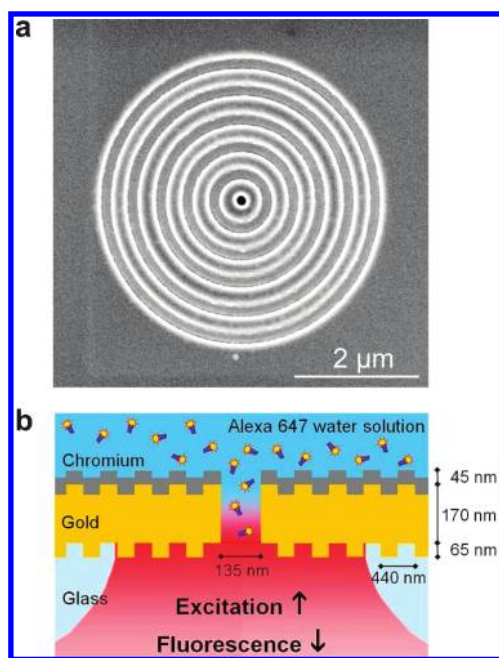 a
2 µm
b
Alexa 647 water solution
Chromium
45 nm
Gold
170 nm
65 nm
135 nm
440 nm
Glass
Excitation ↑
Fluorescence ↓